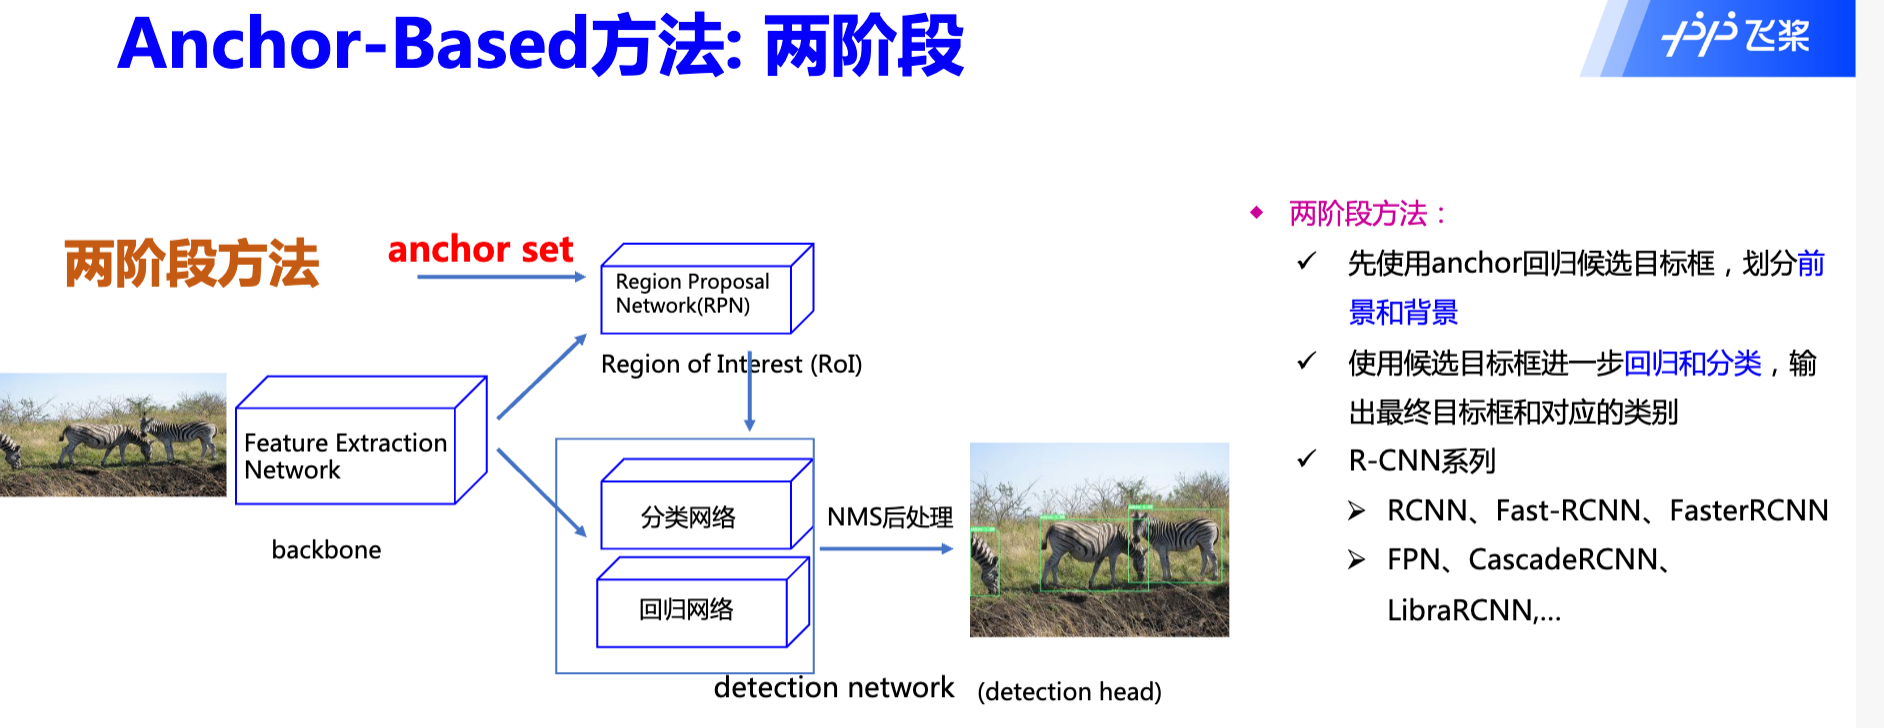 Anchor-Based方法: 两阶段
飞桨
两阶段方法
anchor set
Region Proposal
Network(RPN)
Region of Interest (RoI)
Feature Extraction
Network
backbone
分类网络
回归网络
NMS后处理
detection network
(detection head)
两阶段方法：
先使用anchor回归候选目标框，划分前
景和背景
使用候选目标框进一步回归和分类，输
出最终目标框和对应的类别
R-CNN系列
RCNN、Fast-RCNN、FasterRCNN
FPN、CascadeRCNN、
LibraRCNN,...